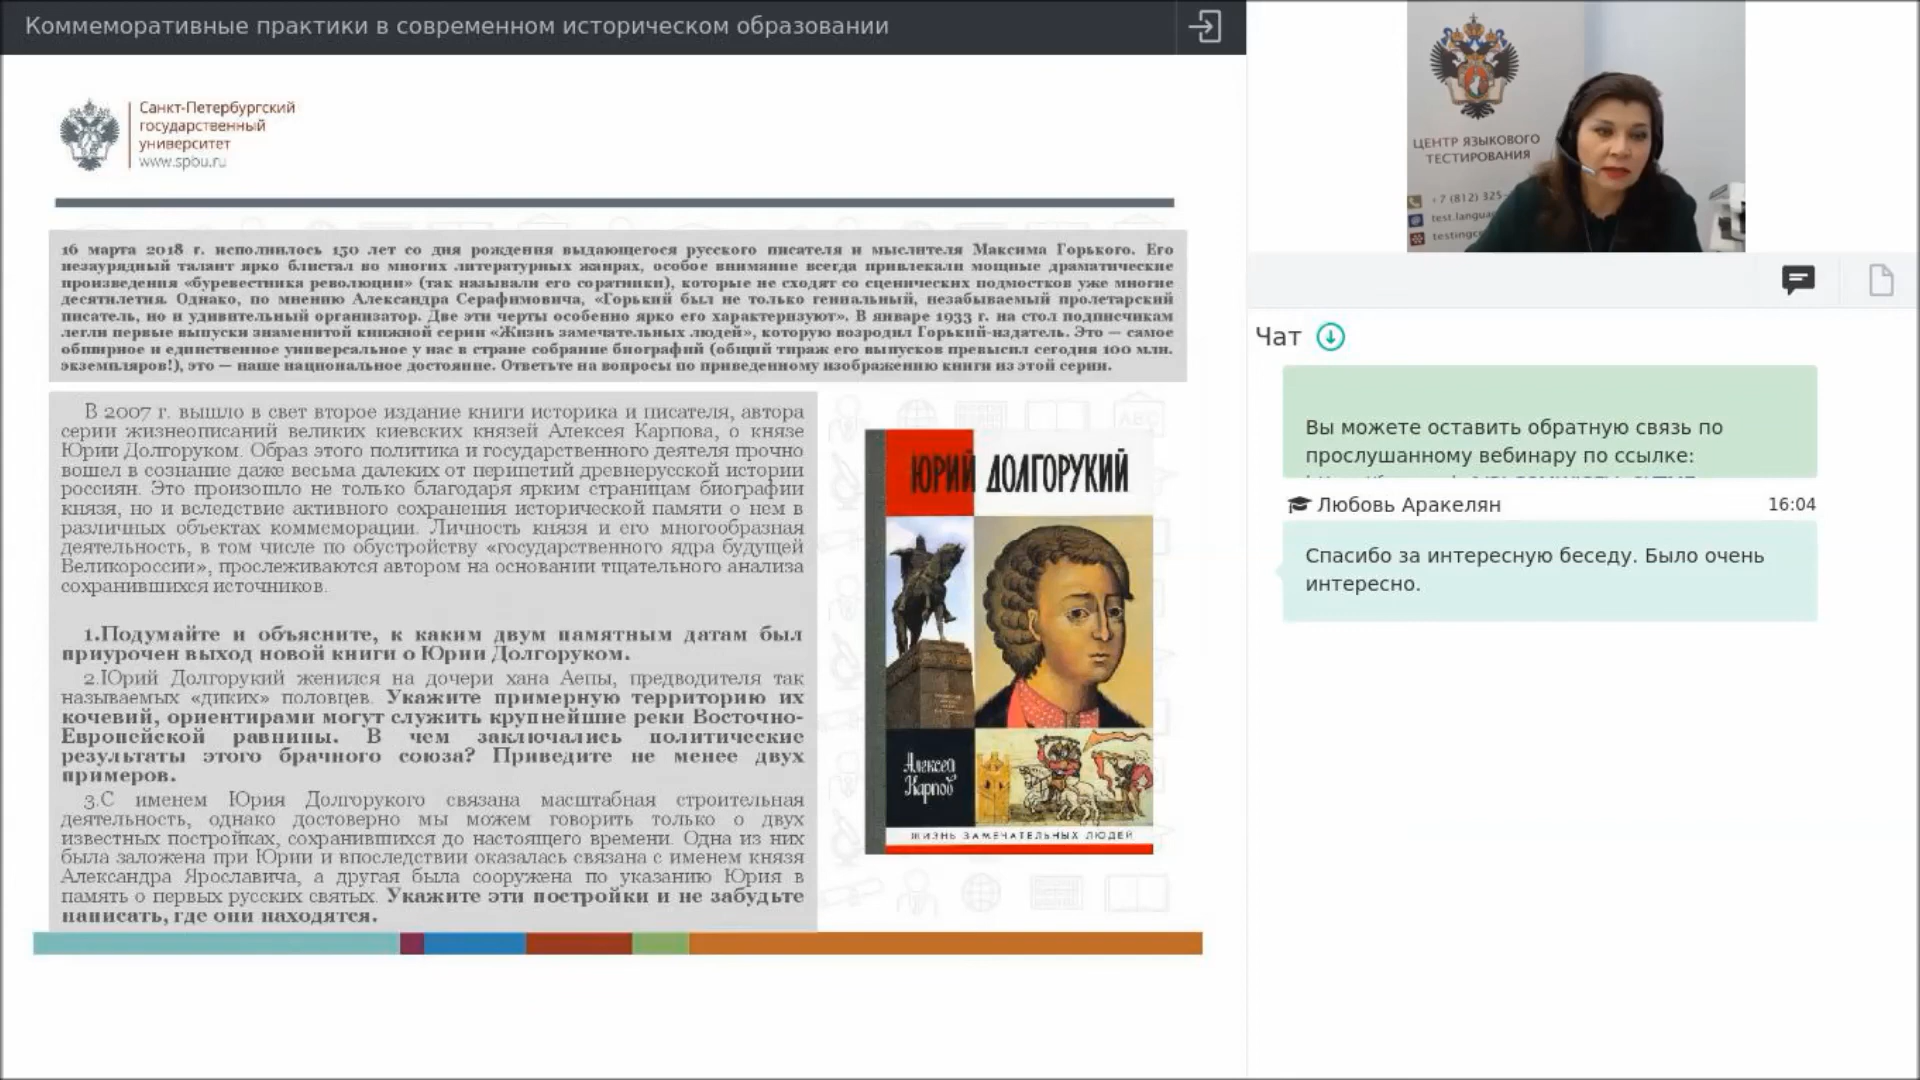 Коммеморативные практики в современном историческом образовании
Санкт-Петербургский
государственный
университет
www.spbu.ru
16 марта 2018 г. исполнилось 150 лет со дня рождения выдающегося русского писателя и мыслителя Максима Горького. Его
незаурядный талант ярко блистал во многих литературных жанрах, особое внимание всегда привлекали мощные драматические
произведения «буревестника революции» (так называли его соратники), которые не сходят со сценических подмостков уже многие
десятилетия. Однако, по мнению Александра Серафимовича, «Горький был не только гениальный, незабываемый пролетарский
писатель, но и удивительный организатор. Две эти черты особенно ярко его характеризуют». В январе 1933 г. на стол подписчикам
легли первые выпуски знаменитой книжной серии «Жизнь замечательных людей», которую возродил Горький-издатель. Это — самое
обширное и единственное универсальное у нас в стране собрание биографий (общий тираж его выпусков превысил сегодня 100 млн.
экземпляров!), это — наше национальное достояние. Ответьте на вопросы по приведенному изображению книги из этой серии.
В 2007 г. вышло в свет второе издание книги историка и писателя, автора
серии жизнеописаний великих киевских князей Алексея Карпова, о князе
Юрии Долгоруком. Образ этого политика и государственного деятеля прочно
вошел в сознание даже весьма далеких от перипетий древнерусской истории
россиян. Это произошло не только благодаря ярким страницам биографии
князя, но и вследствие активного сохранения исторической памяти о нем в
различных объектах коммеморации. Личность князя и его многообразная
деятельность, в том числе по обустройству «государственного ядра будущей
Великороссии», прослеживаются автором на основании тщательного анализа
сохранившихся источников.
1.Подумайте и объясните, к каким двум памятным датам был
приурочен выход новой книги о Юрии Долгоруком.
2.Юрий Долгорукий женился на дочери хана Аепы, предводителя так
называемых «диких» половцев. Укажите примерную территорию их
кочевий, ориентирами могут служить крупнейшие реки Восточно-
Европейской равнины. В чем заключались политические
результаты этого брачного союза? Приведите не менее двух
примеров.
3.С именем Юрия Долгорукого связана масштабная строительная
деятельность, однако достоверно мы можем говорить только о двух
известных постройках, сохранившихся до настоящего времени. Одна из них
была заложена при Юрии и впоследствии оказалась связана с именем князя
Александра Ярославича, а другая была сооружена по указанию Юрия в
память о первых русских святых. Укажите эти постройки и не забудьте
написать, где они находятся.
ЮРИЙ ДОЛГОРУКИЙ
Алексей
Карпов
ЖИЗНЬ ЗАМЕЧАТЕЛЬНЫХ ЛЮДЕЙ
ЦЕНТР ЯЗЫКОВОГО
ТЕСТИРОВАНИЯ
+7 (812) 325-
test.langua
testingce
Чат
Вы можете оставить обратную связь по
прослушанному вебинару по ссылке:
Любовь Аракелян 16:04
Спасибо за интересную беседу. Было очень
интересно.